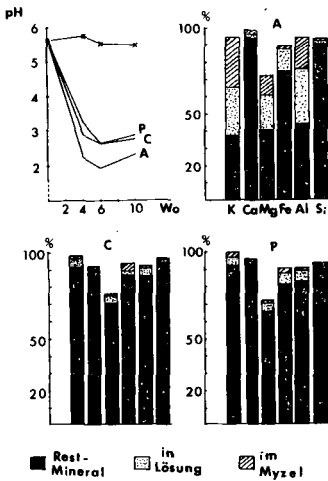 pH
6
5
4
3
2
P
C
A
2 4 6 10 Wo
%
A
100
50
20
K Ca Mg Fe Al Si
%
C
100
50
20
%
P
100
50
20
Rest-
Mineral
in
Lösung
im
Myzel